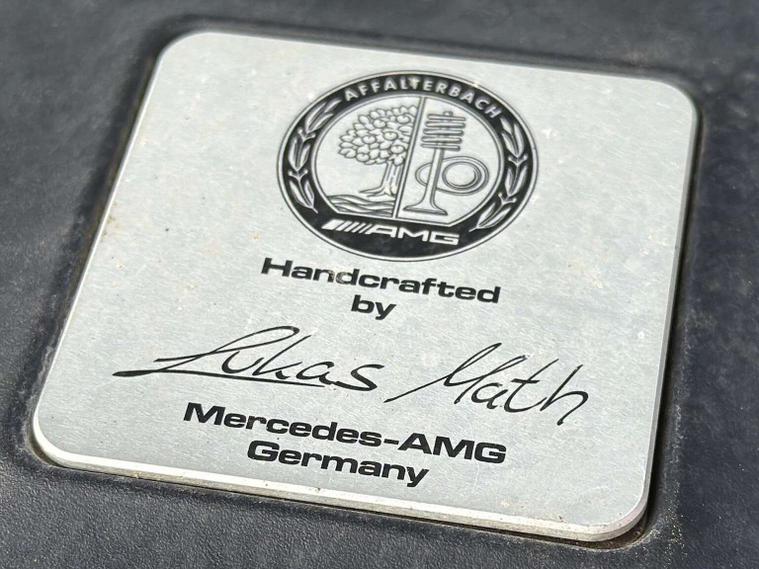 AFFALTERBACH
AMG
Handcrafted
by
Lukas Math
Mercedes-AMG
Germany